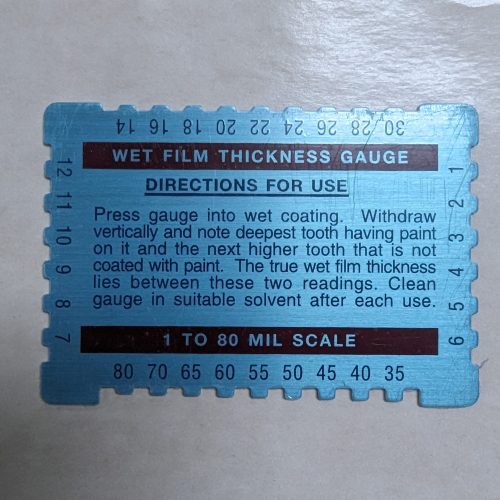 14 16 18 20 22 24 26 28 30
WET FILM THICKNESS GAUGE
DIRECTIONS FOR USE
Press gauge into wet coating. Withdraw
vertically and note deepest tooth having paint
on it and the next higher tooth that is not
coated with paint. The true wet film thickness
lies between these two readings. Clean
gauge in suitable solvent after each use.
1 TO 80 MIL SCALE
80 70 65 60 55 50 45 40 35
12
11
10
9
8
7
1
2
3
4
5
6